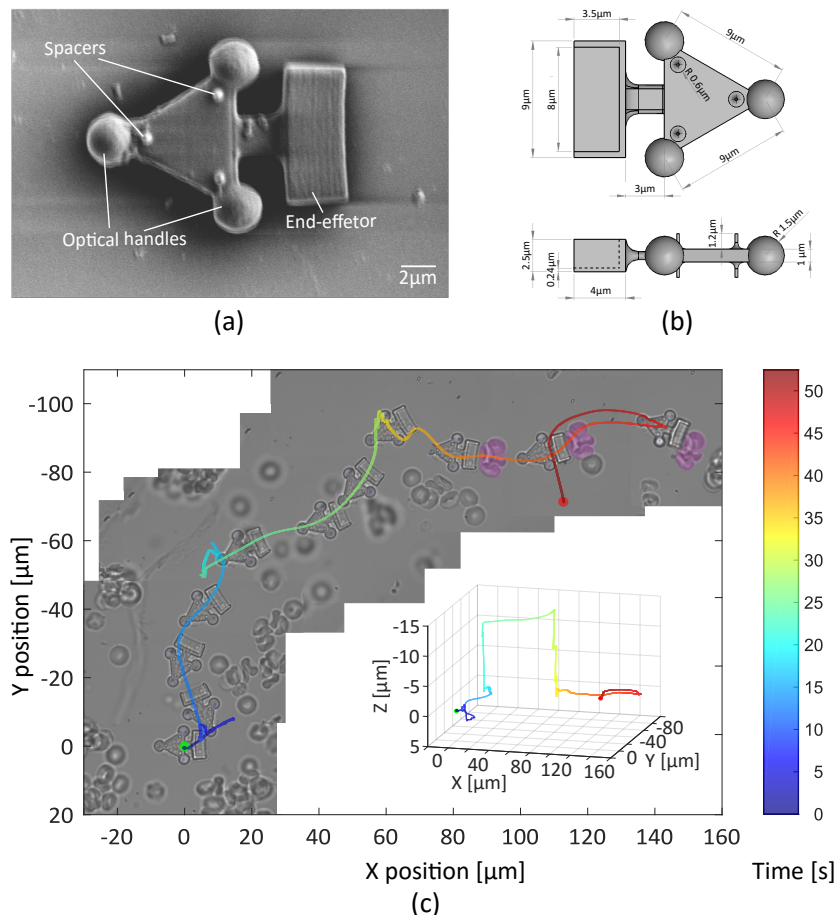 Spacers
Optical handles
End-effetor
2μm
(a)
3.5μm
9μm
8μm
R 0.6μm
9μm
9μm
3μm
2.5μm
0.24μm
4μm
1.2μm
R 1.5μm
1 μm
(b)
-100
-80
-60
-40
-20
0
20
Y position [μm]
-20
0
20
40
60
80
100
120
140
160
X position [μm]
-15
-10
-5
0
5
Z [μm]
0
40
80
120
160
X [μm]
-80
-40
0
Y [μm]
50
45
40
35
30
25
20
15
10
5
0
Time [s]
(c)